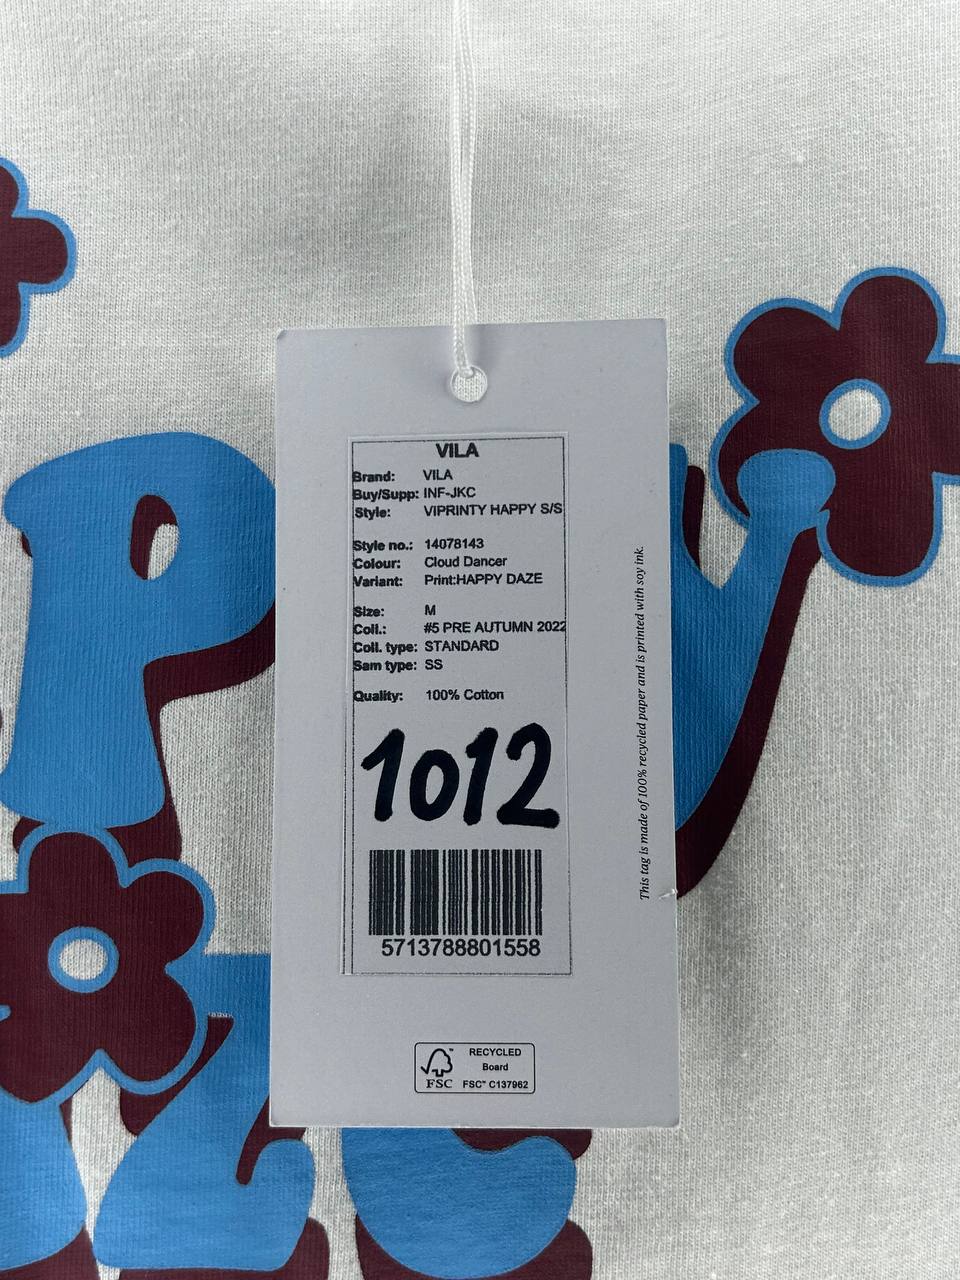 VILA
Brand: VILA
Buy/Supp: INF-JKC
Style: VIPRINTY HAPPY S/S
Style no.: 14078143
Colour: Cloud Dancer
Variant: Print:HAPPY DAZE
Size: M
Coll.: #5 PRE AUTUMN 2022
Coll. type: STANDARD
Sam type: SS
Quality: 100% Cotton
1012
5713788801558
This tag is made of 100% recycled paper and is printed with soy ink.
FSC
RECYCLED
Board
FSC™ C137962
P
Y
Z